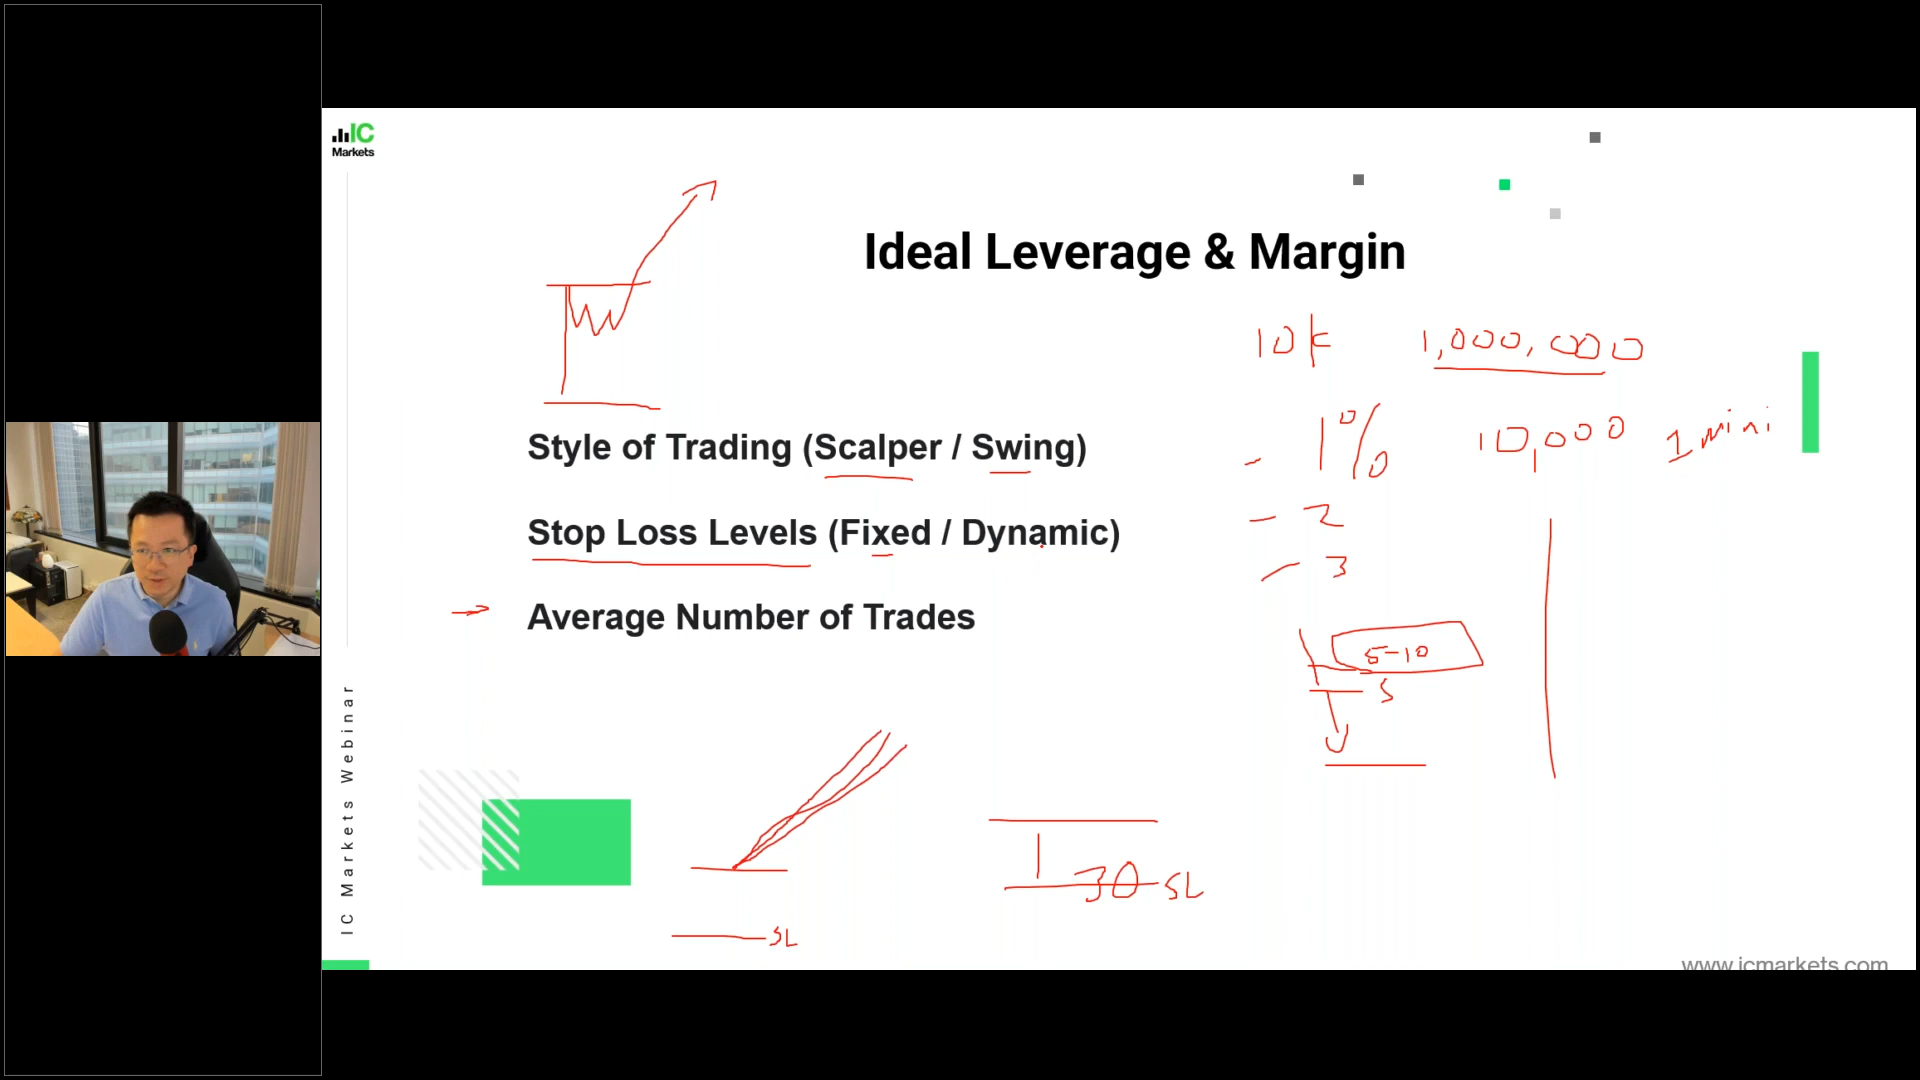 IC
Markets
Ideal Leverage & Margin
10k 1,000,000
1% 10,000 1 mini
Style of Trading (Scalper / Swing)
- 2
Stop Loss Levels (Fixed / Dynamic)
- 3
Average Number of Trades
5-10
S
30 SL
SL
IC Markets Webinar
www.icmarkets.com